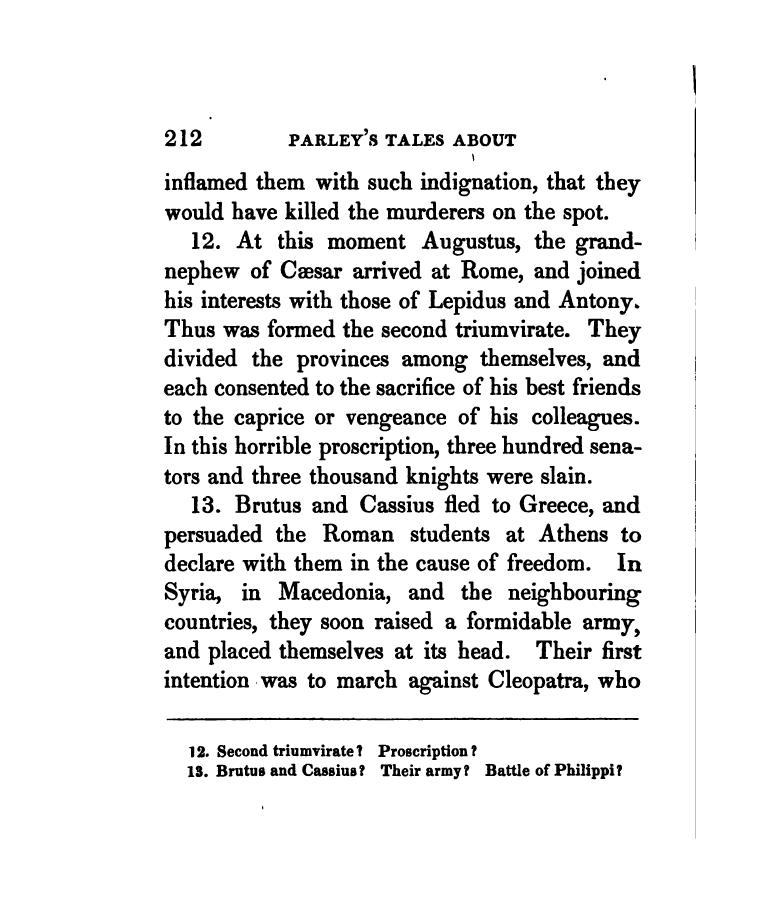 212 PARLEY'S TALES ABOUT
inflamed them with such indignation, that they
would have killed the murderers on the spot.
12. At this moment Augustus, the grand-
nephew of Cæsar arrived at Rome, and joined
his interests with those of Lepidus and Antony.
Thus was formed the second triumvirate. They
divided the provinces among themselves, and
each consented to the sacrifice of his best friends
to the caprice or vengeance of his colleagues.
In this horrible proscription, three hundred sena-
tors and three thousand knights were slain.
13. Brutus and Cassius fled to Greece, and
persuaded the Roman students at Athens to
declare with them in the cause of freedom. In
Syria, in Macedonia, and the neighbouring
countries, they soon raised a formidable army,
and placed themselves at its head. Their first
intention was to march against Cleopatra, who
12. Second triumvirate? Proscription?
13. Brutus and Cassius? Their army? Battle of Philippi?